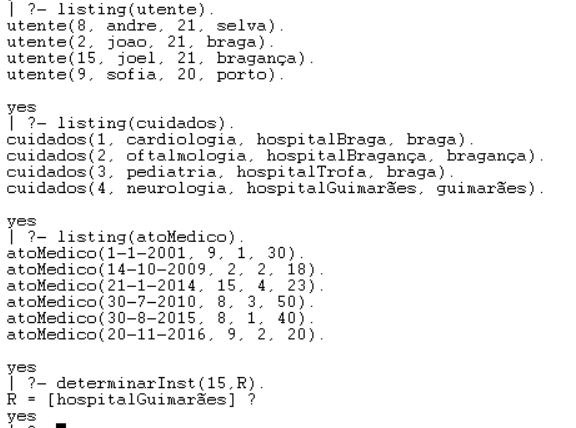 | ?- listing(utente).
utente(8, andre, 21, selva).
utente(2, joao, 21, braga).
utente(15, joel, 21, bragança).
utente(9, sofia, 20, porto).
yes
| ?- listing(cuidados).
cuidados(1, cardiologia, hospitalBraga, braga).
cuidados(2, oftalmologia, hospitalBragança, bragança).
cuidados(3, pediatria, hospitalTrofa, braga).
cuidados(4, neurologia, hospitalGuimarães, guimarães).
yes
| ?- listing(atoMedico).
atoMedico(1-1-2001, 9, 1, 30).
atoMedico(14-10-2009, 2, 2, 18).
atoMedico(21-1-2014, 15, 4, 23).
atoMedico(30-7-2010, 8, 3, 50).
atoMedico(30-8-2015, 8, 1, 40).
atoMedico(20-11-2016, 9, 2, 20).
yes
| ?- determinarInst(15,R).
R = [hospitalGuimarães] ?
yes
| ?-